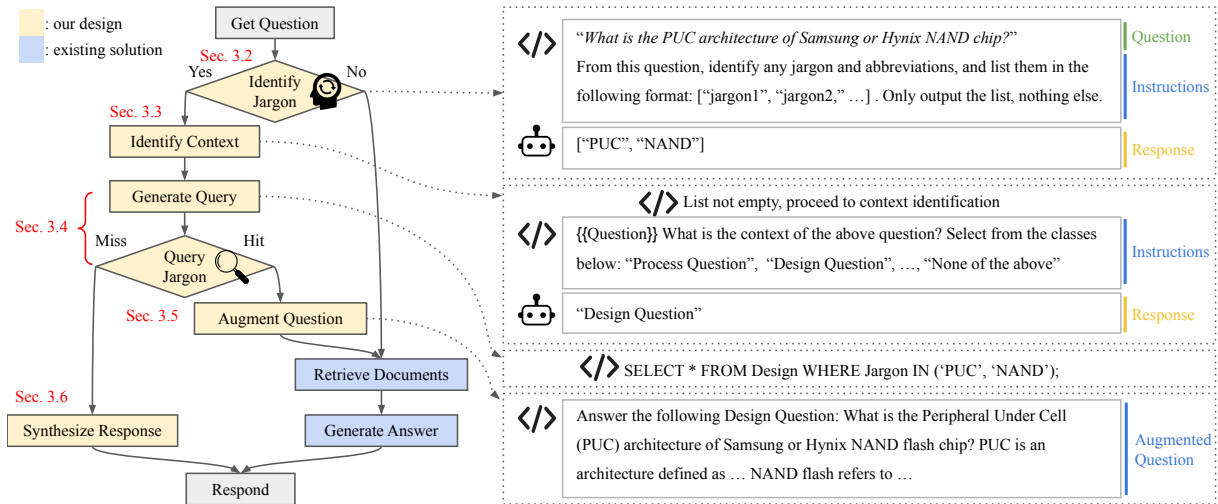 : our design
: existing solution
Get Question
Sec. 3.2
Yes
No
Identify
Jargon
Sec. 3.3
Identify Context
Generate Query
Sec. 3.4
Miss
Hit
Query
Jargon
Sec. 3.5
Augment Question
Retrieve Documents
Sec. 3.6
Synthesize Response
Generate Answer
Respond
</> “What is the PUC architecture of Samsung or Hynix NAND chip?”
Question
From this question, identify any jargon and abbreviations, and list them in the
following format: [“jargon1”, “jargon2,” …] . Only output the list, nothing else.
Instructions
[“PUC”, “NAND”]
Response
</> List not empty, proceed to context identification
</> {{Question}} What is the context of the above question? Select from the classes
below: “Process Question”, “Design Question”, …, “None of the above”
Instructions
“Design Question”
Response
</> SELECT * FROM Design WHERE Jargon IN (‘PUC’, ‘NAND’);
</> Answer the following Design Question: What is the Peripheral Under Cell
(PUC) architecture of Samsung or Hynix NAND flash chip? PUC is an
architecture defined as … NAND flash refers to …
Augmented
Question